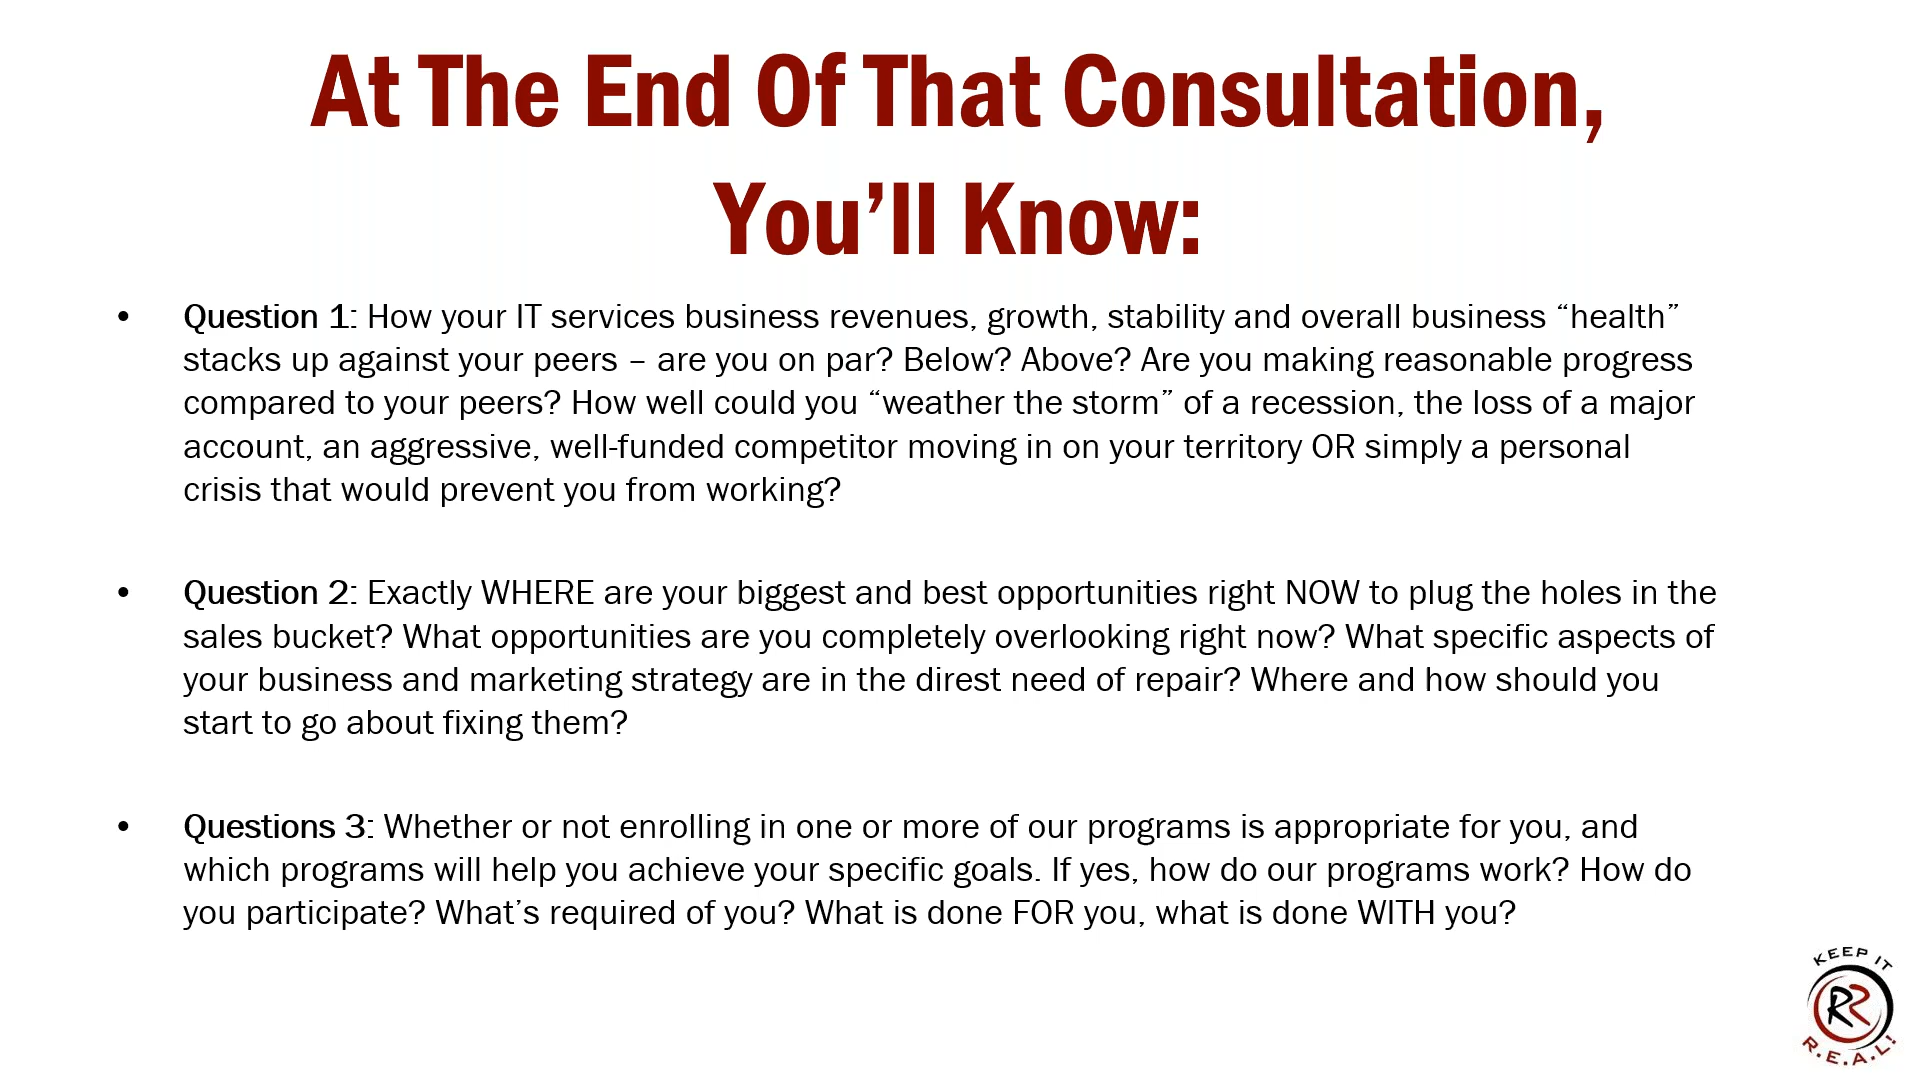 At The End Of That Consultation,
You’ll Know:
• Question 1: How your IT services business revenues, growth, stability and overall business “health”
stacks up against your peers – are you on par? Below? Above? Are you making reasonable progress
compared to your peers? How well could you “weather the storm” of a recession, the loss of a major
account, an aggressive, well-funded competitor moving in on your territory OR simply a personal
crisis that would prevent you from working?
• Question 2: Exactly WHERE are your biggest and best opportunities right NOW to plug the holes in the
sales bucket? What opportunities are you completely overlooking right now? What specific aspects of
your business and marketing strategy are in the direst need of repair? Where and how should you
start to go about fixing them?
• Questions 3: Whether or not enrolling in one or more of our programs is appropriate for you, and
which programs will help you achieve your specific goals. If yes, how do our programs work? How do
you participate? What’s required of you? What is done FOR you, what is done WITH you?
KEEP IT
RR
R.E.A.L!